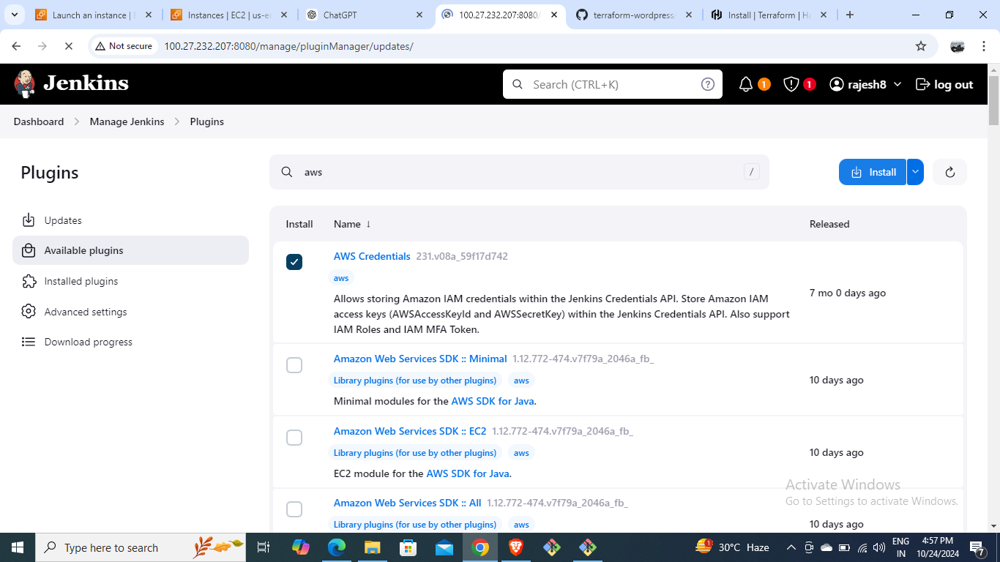 Launch an instance | E
Instances | EC2 | us-ea
ChatGPT
100.27.232.207:8080/
terraform-wordpress/
Install | Terraform | Ha
Not secure
100.27.232.207:8080/manage/pluginManager/updates/
Jenkins
Search (CTRL+K)
1
1
rajesh8
log out
Dashboard
Manage Jenkins
Plugins
Plugins
aws
/
Install
Updates
Available plugins
Installed plugins
Advanced settings
Download progress
Install
Name ↓
Released
AWS Credentials 231.v08a_59f17d742
aws
Allows storing Amazon IAM credentials within the Jenkins Credentials API. Store Amazon IAM
access keys (AWSAccessKeyId and AWSSecretKey) within the Jenkins Credentials API. Also support
IAM Roles and IAM MFA Token.
7 mo 0 days ago
Amazon Web Services SDK :: Minimal 1.12.772-474.v7f79a_2046a_fb_
Library plugins (for use by other plugins) aws
Minimal modules for the AWS SDK for Java.
10 days ago
Amazon Web Services SDK :: EC2 1.12.772-474.v7f79a_2046a_fb_
Library plugins (for use by other plugins) aws
EC2 module for the AWS SDK for Java.
10 days ago
Amazon Web Services SDK :: All 1.12.772-474.v7f79a_2046a_fb_
Library plugins (for use by other plugins) aws
10 days ago
Activate Windows
Go to Settings to activate Windows.
Type here to search
30°C Haze
ENG
IN
4:57 PM
10/24/2024
7